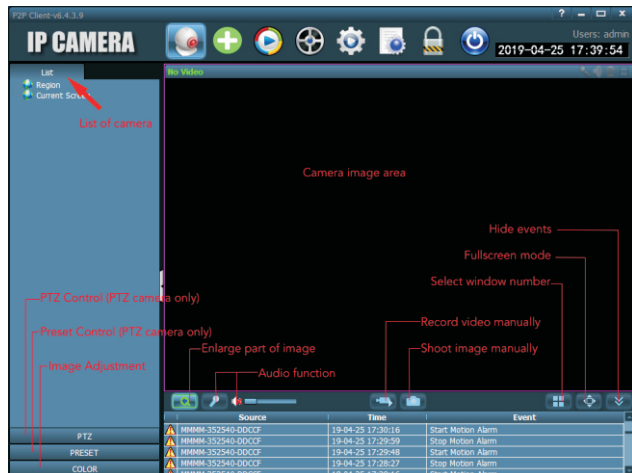 P2P Client-v6.4.3.9
?
IP CAMERA
Users: admin
2019-04-25 17:39:54
List
No Video
Region
Current Screen
List of camera
Camera image area
Hide events
Fullscreen mode
Select window number
PTZ Control (PTZ camera only)
Record video manually
Preset Control (PTZ camera only)
Enlarge part of image
Shoot image manually
Image Adjustment
Audio function
Source Time Event
MMMM-352540-DDCCF 19-04-25 17:30:16 Start Motion Alarm
PTZ
MMMM-352540-DDCCF 19-04-25 17:29:59 Stop Motion Alarm
PRESET
MMMM-352540-DDCCF 19-04-25 17:29:48 Start Motion Alarm
MMMM-352540-DDCCF 19-04-25 17:28:27 Stop Motion Alarm
COLOR